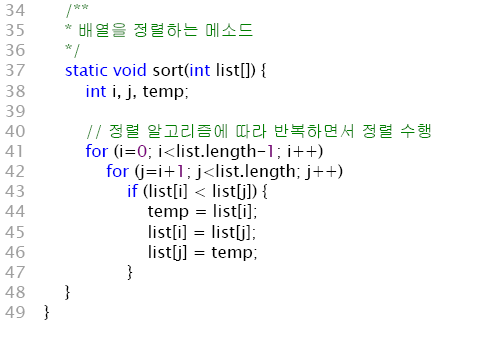 34 /**
35 * 배열을 정렬하는 메소드
36 */
37 static void sort(int list[]) {
38 int i, j, temp;
39
40 // 정렬 알고리즘에 따라 반복하면서 정렬 수행
41 for (i=0; i<list.length-1; i++)
42 for (j=i+1; j<list.length; j++)
43 if (list[i] < list[j]) {
44 temp = list[i];
45 list[i] = list[j];
46 list[j] = temp;
47 }
48 }
49 }